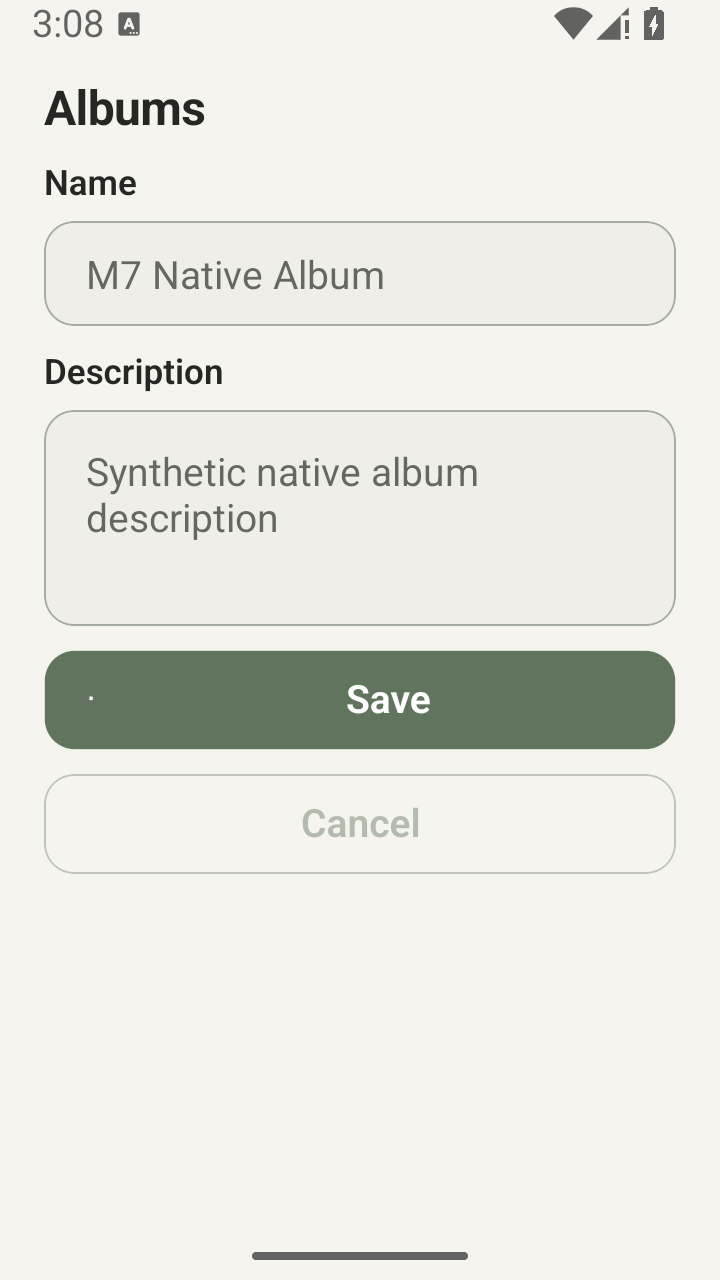 3:08
Albums
Name
M7 Native Album
Description
Synthetic native album
description
Save
Cancel